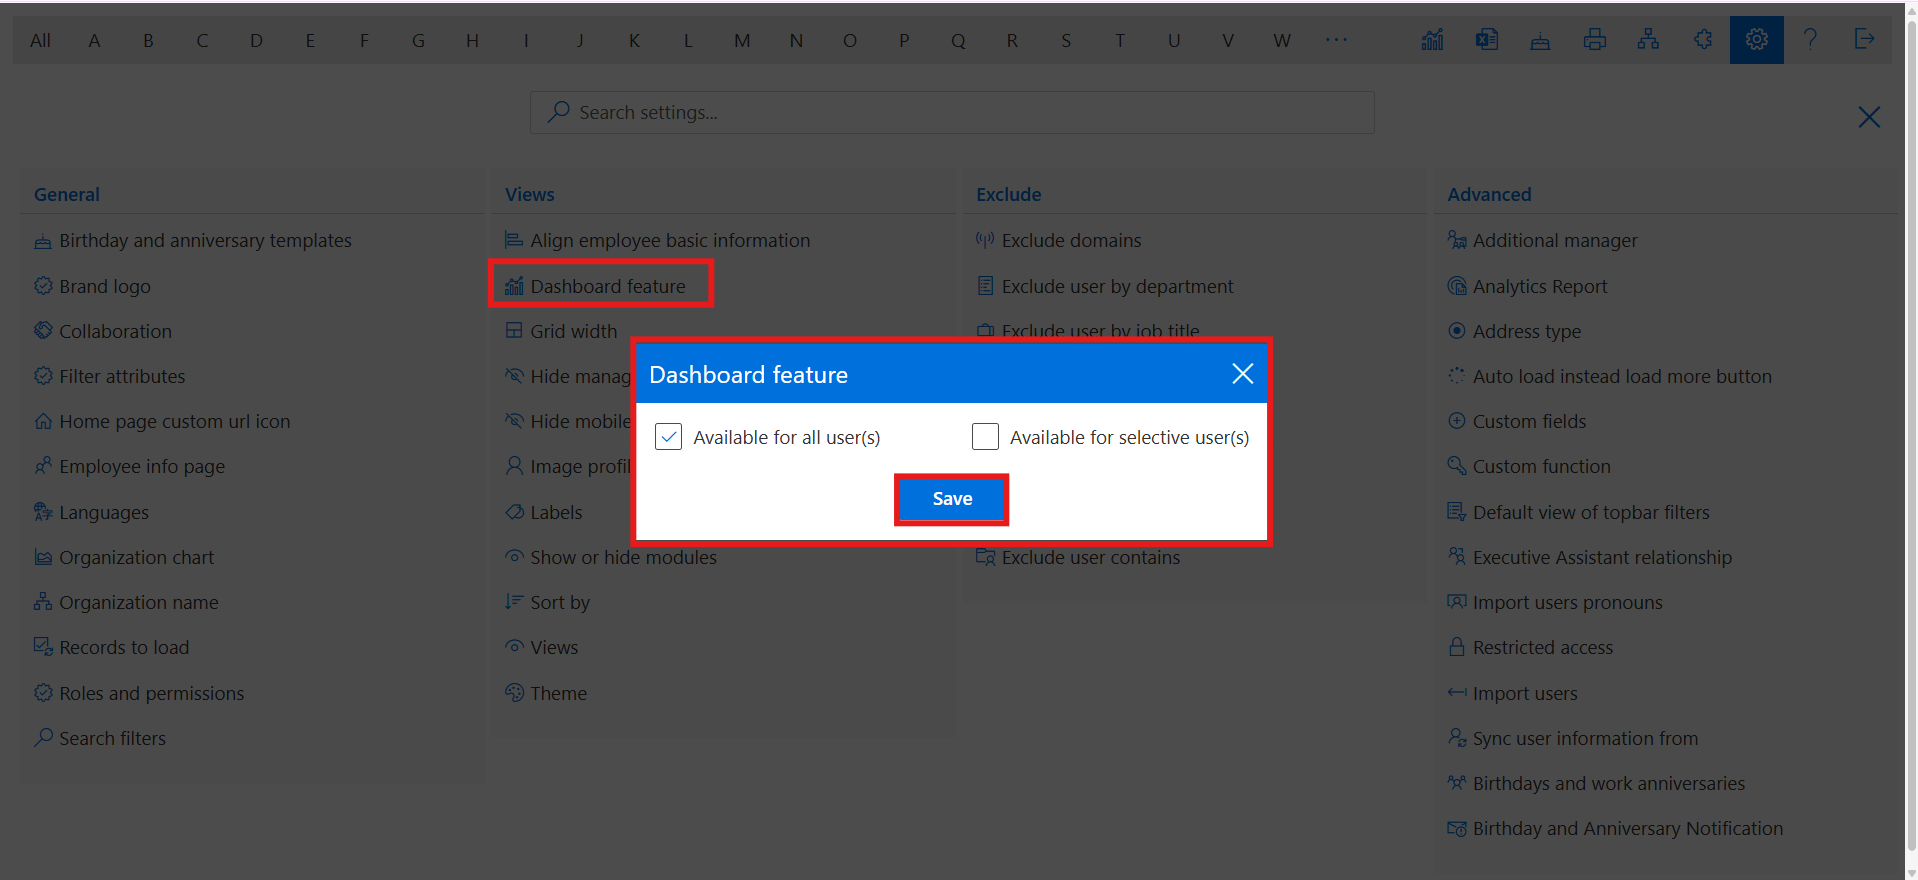 All A B C D E F G H I J K L M N O P Q R S T U V W ...
Search settings...
General
Birthday and anniversary templates
Brand logo
Collaboration
Filter attributes
Home page custom url icon
Employee info page
Languages
Organization chart
Organization name
Records to load
Roles and permissions
Search filters
Views
Align employee basic information
Dashboard feature
Grid width
Hide manag
Hide mobile
Image profil
Labels
Show or hide modules
Sort by
Views
Theme
Exclude
Exclude domains
Exclude user by department
Exclude user by job title
Exclude user contains
Advanced
Additional manager
Analytics Report
Address type
Auto load instead load more button
Custom fields
Custom function
Default view of topbar filters
Executive Assistant relationship
Import users pronouns
Restricted access
Import users
Sync user information from
Birthdays and work anniversaries
Birthday and Anniversary Notification
Dashboard feature
Available for all user(s)
Available for selective user(s)
Save